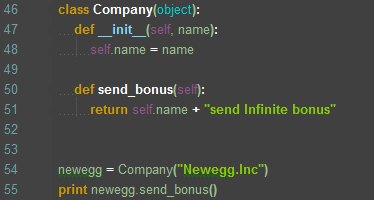 46 class Company(object):
47     def __init__(self, name):
48         self.name = name
49
50     def send_bonus(self):
51         return self.name + "send Infinite bonus"
52
53
54 newegg = Company("Newegg.Inc")
55 print newegg.send_bonus()